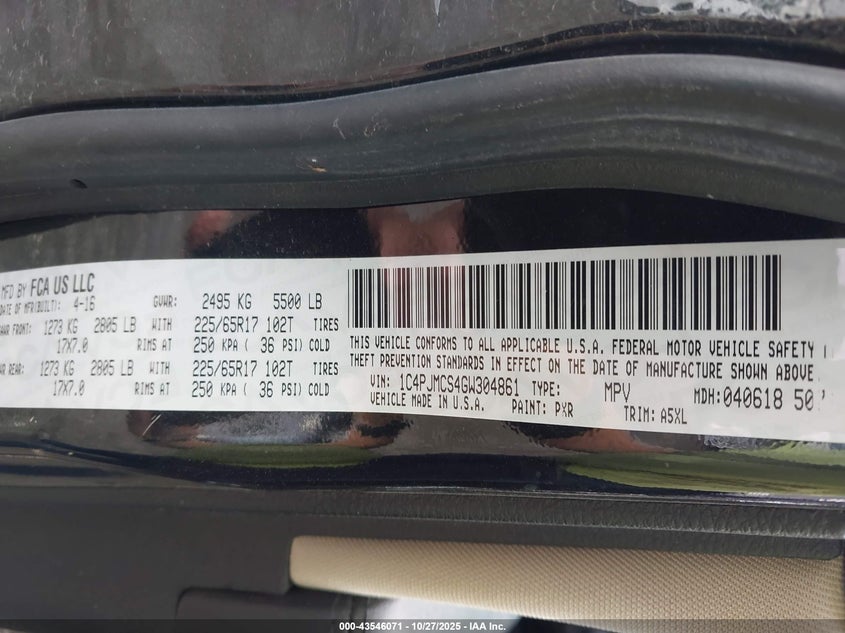 MFD BY FCA US LLC
DATE OF MFR(BUILT): 4-16 GVWR: 2495 KG 5500 LB
GAWR FRONT: 1273 KG 2805 LB WITH 225/65R17 102T TIRES
17X7.0 RIMS AT 250 KPA ( 36 PSI) COLD
GAWR REAR: 1273 KG 2805 LB WITH 225/65R17 102T TIRES
17X7.0 RIMS AT 250 KPA ( 36 PSI) COLD
THIS VEHICLE CONFORMS TO ALL APPLICABLE U.S.A. FEDERAL MOTOR VEHICLE SAFETY
THEFT PREVENTION STANDARDS IN EFFECT ON THE DATE OF MANUFACTURE SHOWN ABOVE.
VIN: 1C4PJMCS4GW304861 TYPE: MPV MDH:040618 50
VEHICLE MADE IN U.S.A. PAINT: PXR TRIM: A5XL
000-43546071 - 10/27/2025 - IAA Inc.